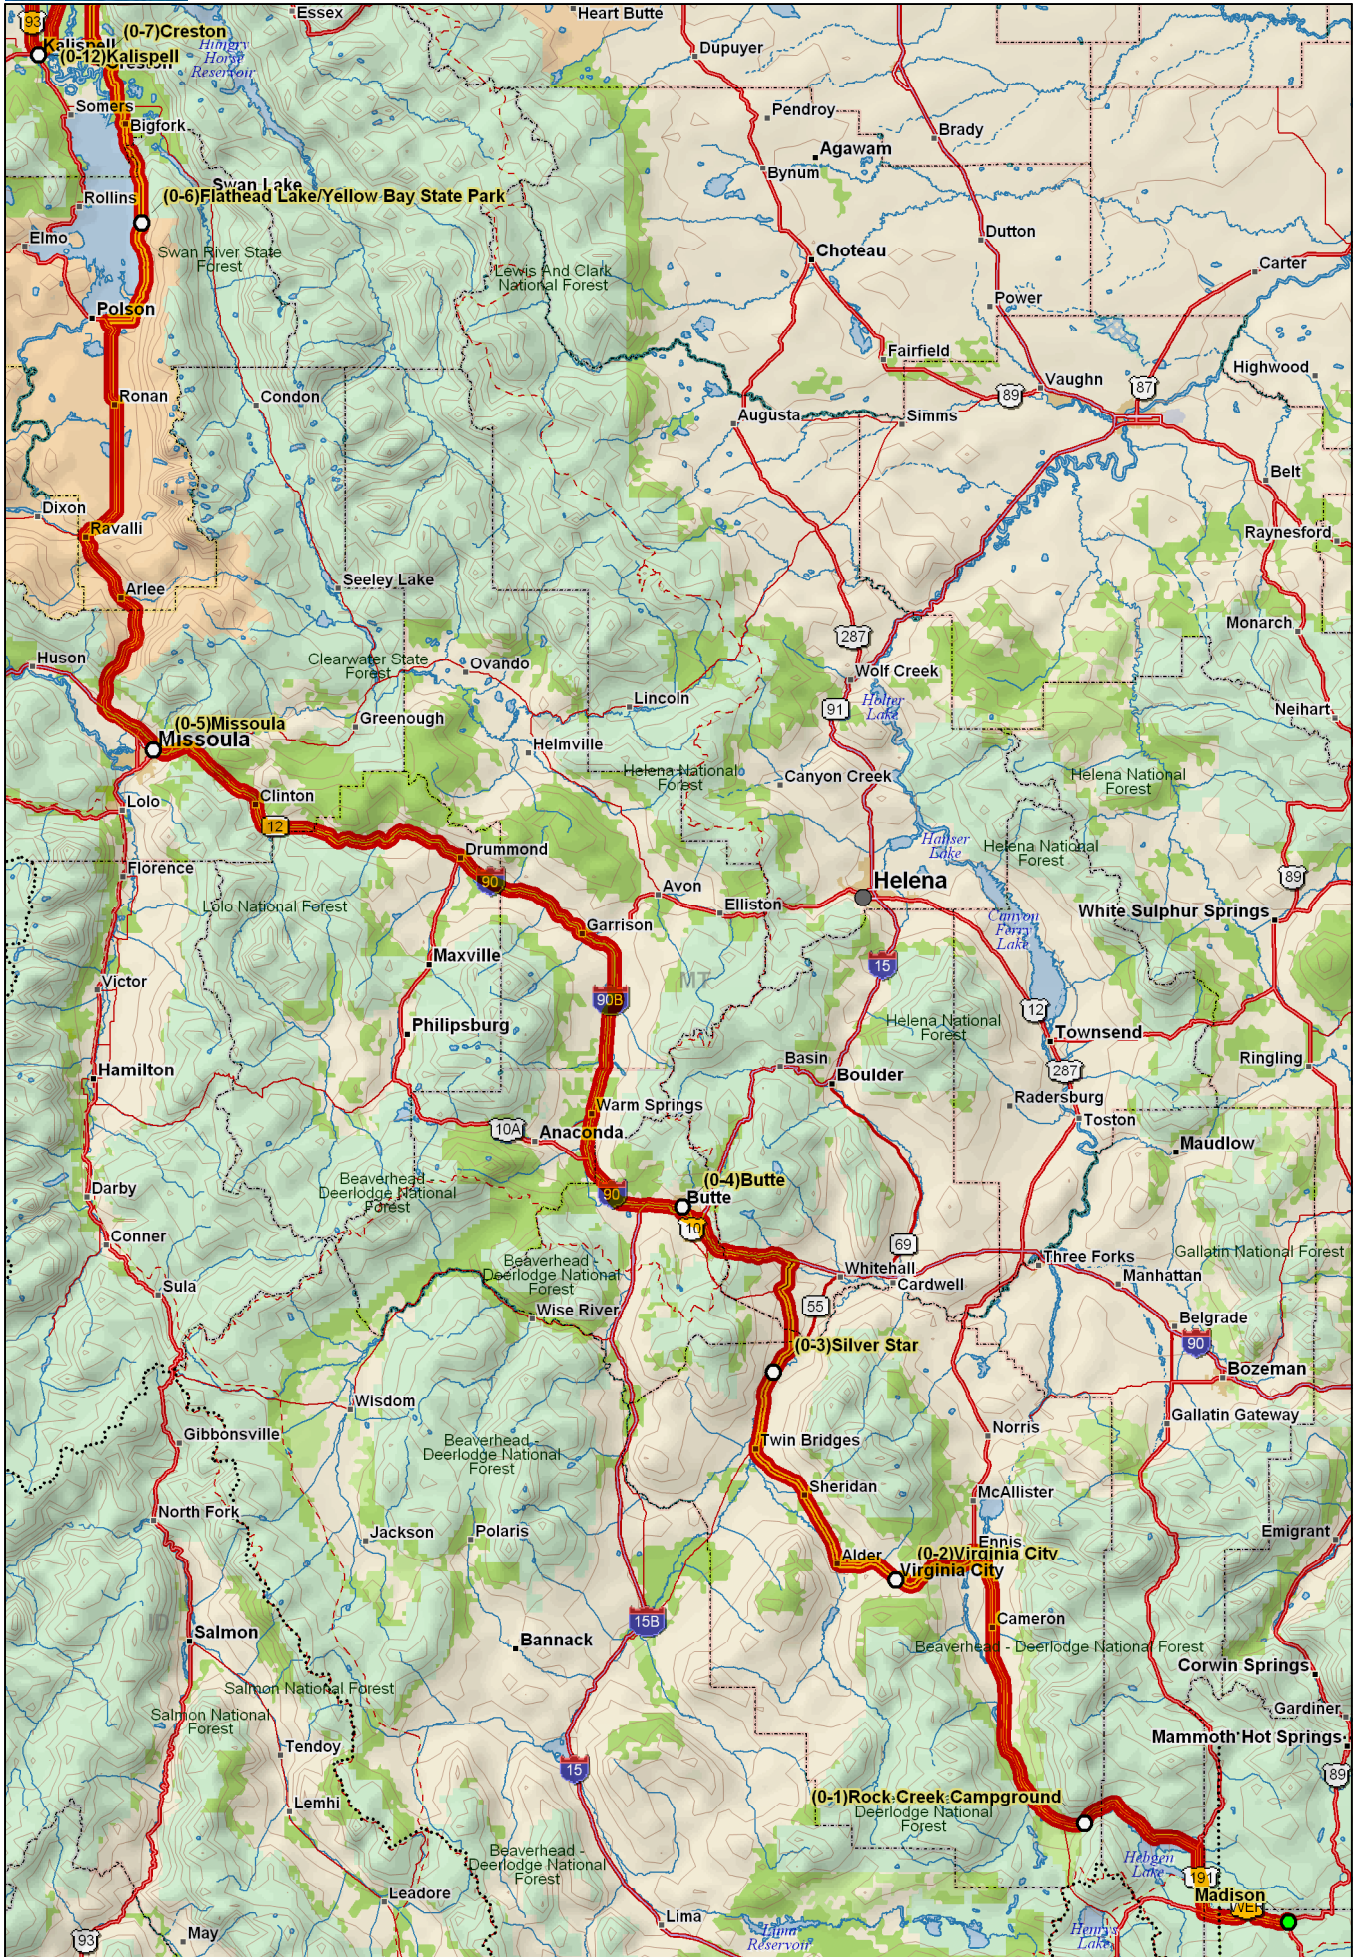 Essex
Heart Butte
93
(0-7)Creston
Hungry
Horse
Reservoir
Dupuyer
Kalispell
(0-12)Kalispell
Creston
Somers
Bigfork
Pendroy
Brady
Agawam
Bynum
Swan Lake
Rollins
(0-6)Flathead Lake/Yellow Bay State Park
Elmo
Dutton
Swan River State
Forest
Choteau
Lewis And Clark
National Forest
Carter
Power
Polson
Fairfield
Highwood
Vaughn
87
89
Ronan
Condon
Augusta
Simms
Belt
Dixon
Ravalli
Raynesford
Seeley Lake
Arlee
Monarch
287
Huson
Clearwater State
Forest
Ovando
Wolf Creek
Lincoln
Holter
Lake
91
Neihart
(0-5)Missoula
Greenough
Missoula
Helmville
Helena National
Forest
Canyon Creek
Helena National
Forest
Lolo
Clinton
12
Drummond
Hauser
Lake
Helena National
Forest
Florence
90
Helena
89
Avon
Elliston
Lolo National Forest
White Sulphur Springs
Canyon
Ferry
Lake
Garrison
Maxville
15
MT
Victor
90B
12
Philipsburg
Helena National
Forest
Townsend
Basin
Ringling
Hamilton
Boulder
287
Radersburg
Warm Springs
Toston
10A
Anaconda
Maudlow
Darby
Beaverhead -
Deerlodge National
Forest
(0-4)Butte
90
Butte
10
Conner
69
Three Forks
Gallatin National Forest
Beaverhead -
Deerlodge National
Forest
Whitehall
Manhattan
Sula
Cardwell
Wise River
55
Belgrade
(0-3)Silver Star
90
Bozeman
Wisdom
Gallatin Gateway
Gibbonsville
Norris
Beaverhead -
Deerlodge National
Forest
Twin Bridges
Sheridan
McAllister
North Fork
Jackson
Polaris
Emigrant
Ennis
Alder
(0-2)Virginia City
Virginia City
ID
15B
Cameron
Salmon
Bannack
Beaverhead - Deerlodge National Forest
Corwin Springs
Salmon National Forest
Salmon National
Forest
Gardiner
Tendoy
Mammoth Hot Springs
15
89
(0-1)Rock Creek Campground
Lemhi
Deerlodge National
Forest
Beaverhead -
Deerlodge National
Forest
Hebgen
Lake
191
Leadore
Madison
Lima
Lima
Reservoir
Henrys
Lake
93
May